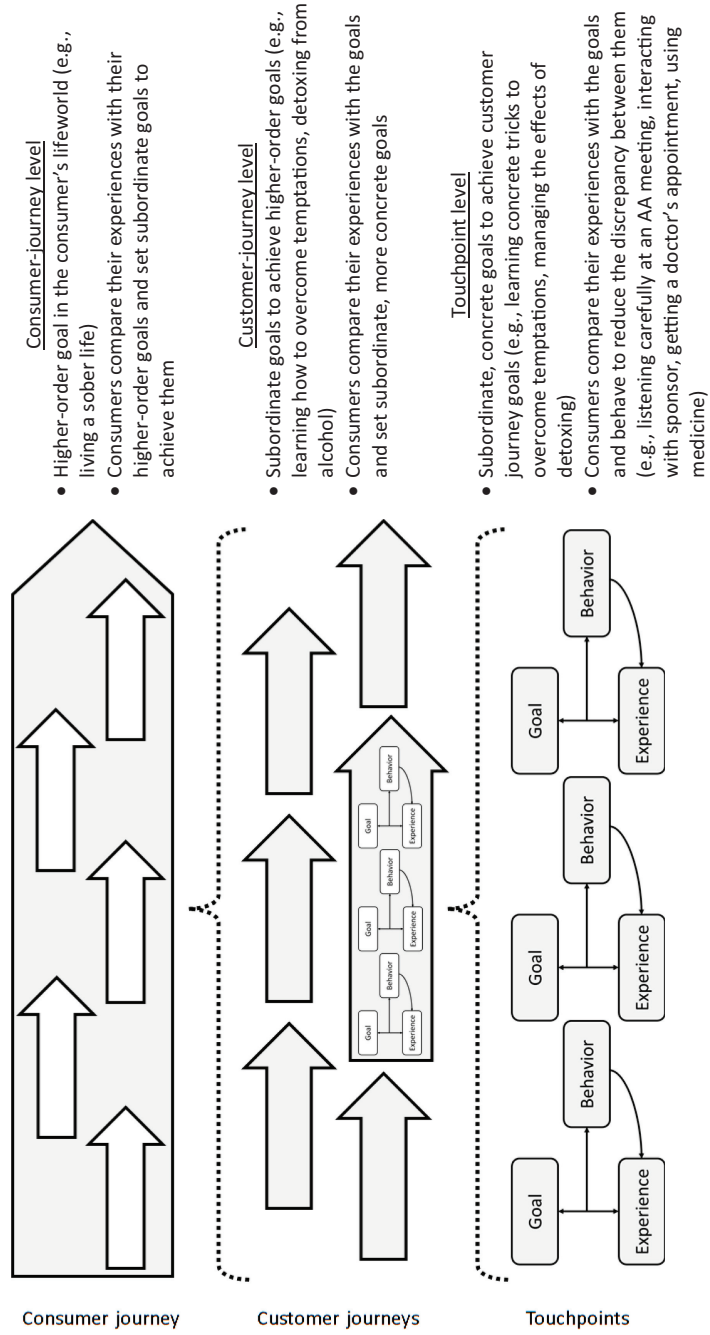 Consumer journey
Consumer-journey level
• Higher-order goal in the consumer's lifeworld (e.g.,
living a sober life)
• Consumers compare their experiences with their
higher-order goals and set subordinate goals to
achieve them
Customer journeys
Goal
Behavior
Experience
Goal
Behavior
Experience
Goal
Behavior
Experience
Customer-journey level
• Subordinate goals to achieve higher-order goals (e.g.,
learning how to overcome temptations, detoxing from
alcohol)
• Consumers compare their experiences with the goals
and set subordinate, more concrete goals
Touchpoints
Goal
Behavior
Experience
Goal
Behavior
Experience
Goal
Behavior
Experience
Touchpoint level
• Subordinate, concrete goals to achieve customer
journey goals (e.g., learning concrete tricks to
overcome temptations, managing the effects of
detoxing)
• Consumers compare their experiences with the goals
and behave to reduce the discrepancy between them
(e.g., listening carefully at an AA meeting, interacting
with sponsor, getting a doctor's appointment, using
medicine)